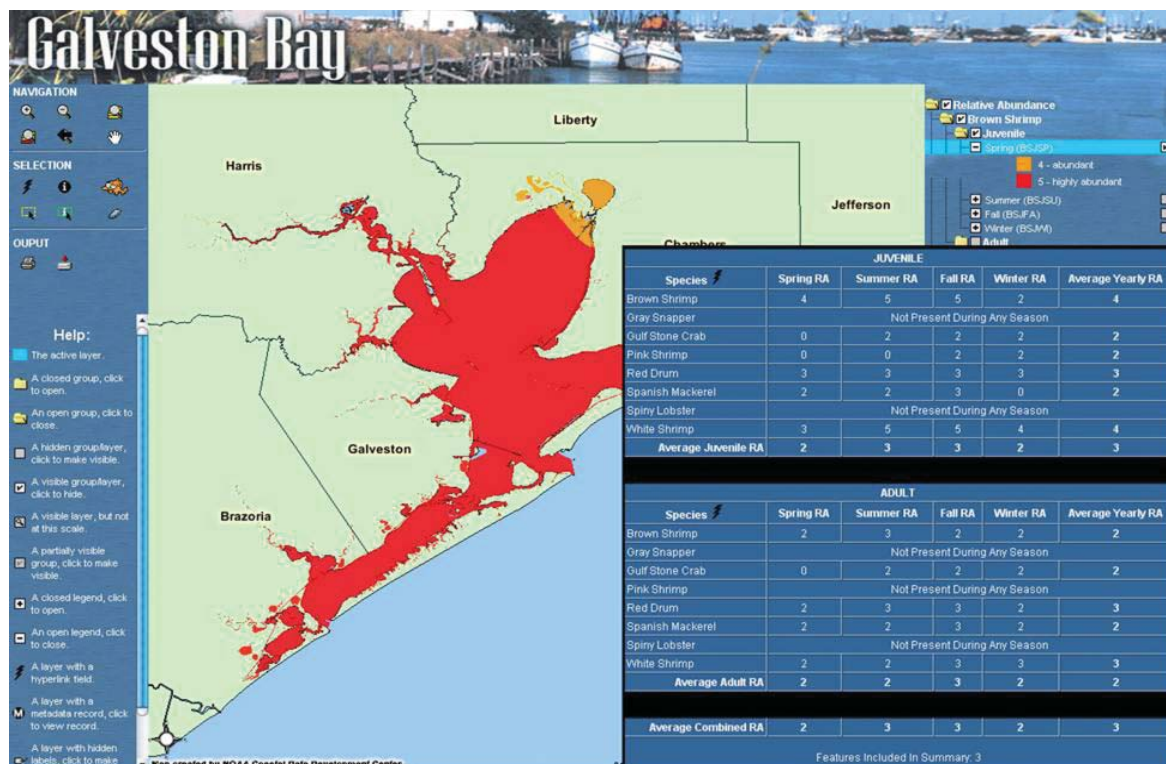 Galveston Bay
NAVIGATION
SELECTION
OUPUT
Help:
The active layer.
A closed group, click
to open.
An open group, click to
close.
A hidden group/layer,
click to make visible.
A visible group/layer,
click to hide.
A visible layer, but not
at this scale.
A partially visible
group, click to make
visible.
A closed legend, click
to open.
An open legend, click
to close.
A layer with a
hyperlink field.
M A layer with a
metadata record, click
to view record.
A layer with hidden
labels, click to make
Liberty
Harris
Jefferson
Chambers
Galveston
Brazoria
Map created by NOAA Coastal Data Development Center
Relative Abundance
Brown Shrimp
Juvenile
Spring (BSJSP)
4 - abundant
5 - highly abundant
Summer (BSJSU)
Fall (BSJFA)
Winter (BSJWI)
Adult
JUVENILE
Species Spring RA Summer RA Fall RA Winter RA Average Yearly RA
Brown Shrimp 4 5 5 2 4
Gray Snapper Not Present During Any Season
Gulf Stone Crab 0 2 2 2 2
Pink Shrimp 0 0 2 2 2
Red Drum 3 3 3 3 3
Spanish Mackerel 2 2 3 0 2
Spiny Lobster Not Present During Any Season
White Shrimp 3 5 5 4 4
Average Juvenile RA 2 3 3 2 3
ADULT
Species Spring RA Summer RA Fall RA Winter RA Average Yearly RA
Brown Shrimp 2 3 2 2 2
Gray Snapper Not Present During Any Season
Gulf Stone Crab 0 2 2 2 2
Pink Shrimp Not Present During Any Season
Red Drum 2 3 3 2 3
Spanish Mackerel 2 2 3 2 2
Spiny Lobster Not Present During Any Season
White Shrimp 2 2 3 3 3
Average Adult RA 2 2 3 2 2
Average Combined RA 2 3 3 2 3
Features Included In Summary: 3